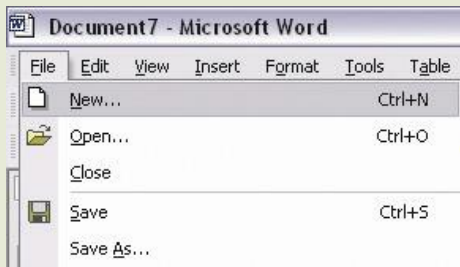 Document7 - Microsoft Word
File Edit View Insert Format Tools Table
New... Ctrl+N
Open... Ctrl+O
Close
Save Ctrl+S
Save As...